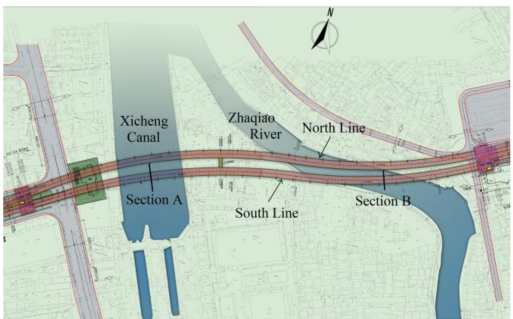 N
Xicheng
Canal
Zhaqiao
River
North Line
Section A
South Line
Section B